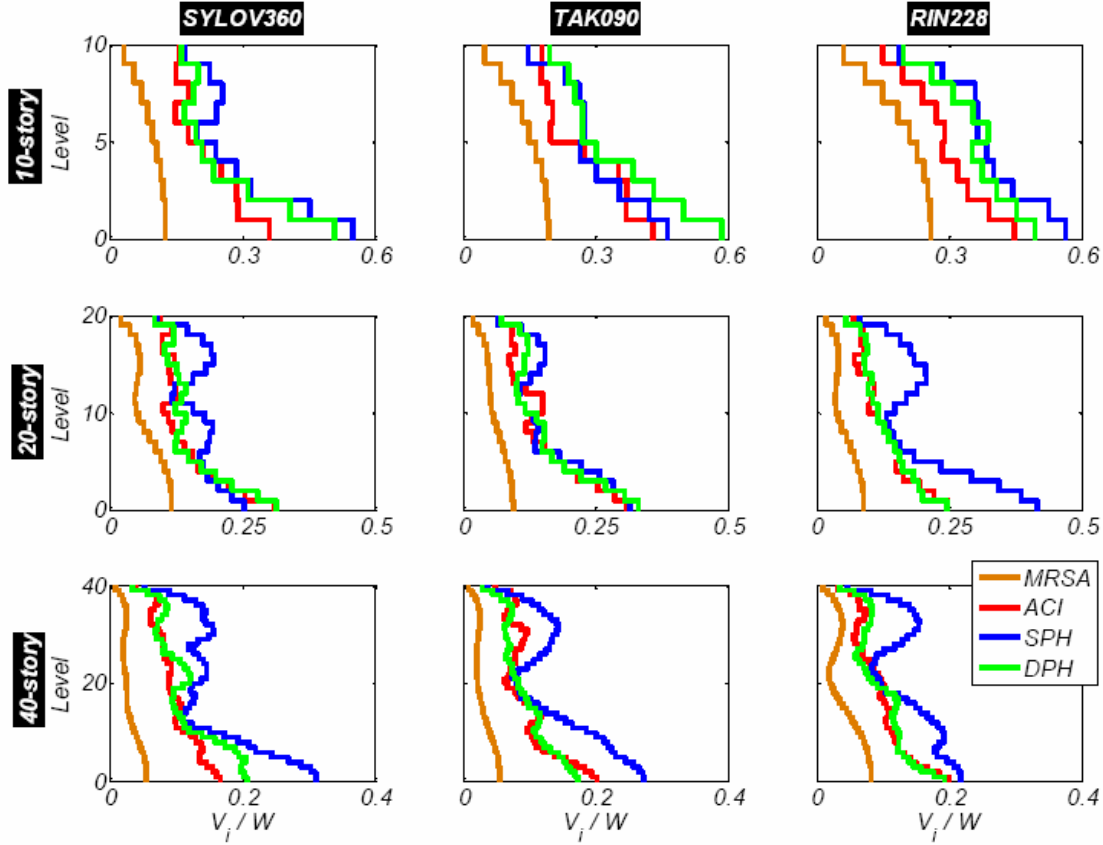 SYLOV360 TAK090 RIN228
10-story
Level
10
5
0
0 0.3 0.6
0 0.3 0.6
0 0.3 0.6
20-story
Level
20
10
0
0 0.25 0.5
0 0.25 0.5
0 0.25 0.5
40-story
Level
40
20
0
0 0.2 0.4
0 0.2 0.4
0 0.2 0.4
MRSA
ACI
SPH
DPH
V_i / W V_i / W V_i / W